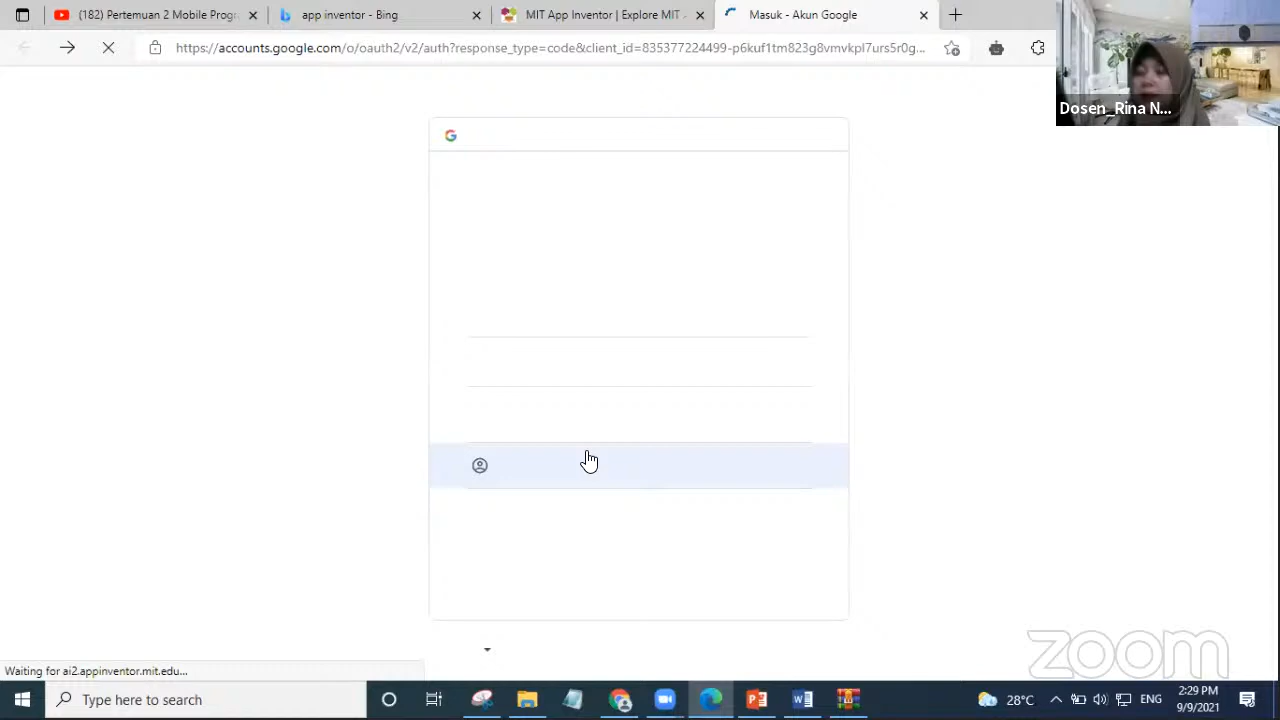 (182) Pertemuan 2 Mobile Progr
app inventor - Bing
MIT App Inventor | Explore MIT
Masuk - Akun Google
https://accounts.google.com/o/oauth2/v2/auth?response_type=code&client_id=835377224499-p6kuf1tm823g8vmvkpl7urs5r0g...
Dosen_Rina N...
zoom
Waiting for ai2.appinventor.mit.edu...
Type here to search
28°C
ENG
2:29 PM
9/9/2021